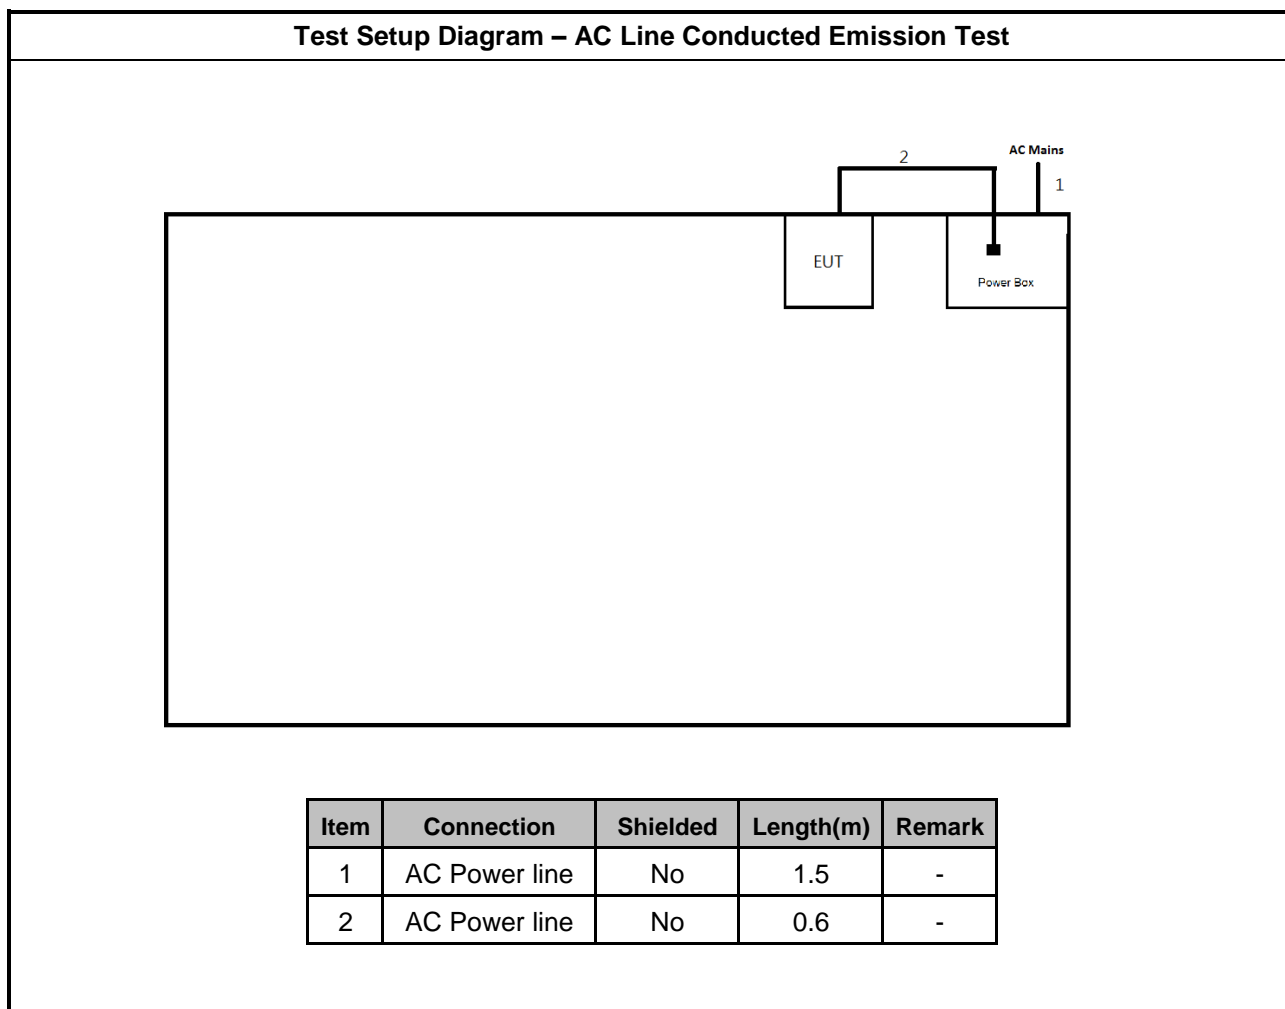 Test Setup Diagram – AC Line Conducted Emission Test
2
AC Mains
1
EUT
Power Box
Item Connection Shielded Length(m) Remark
1 AC Power line No 1.5 -
2 AC Power line No 0.6 -